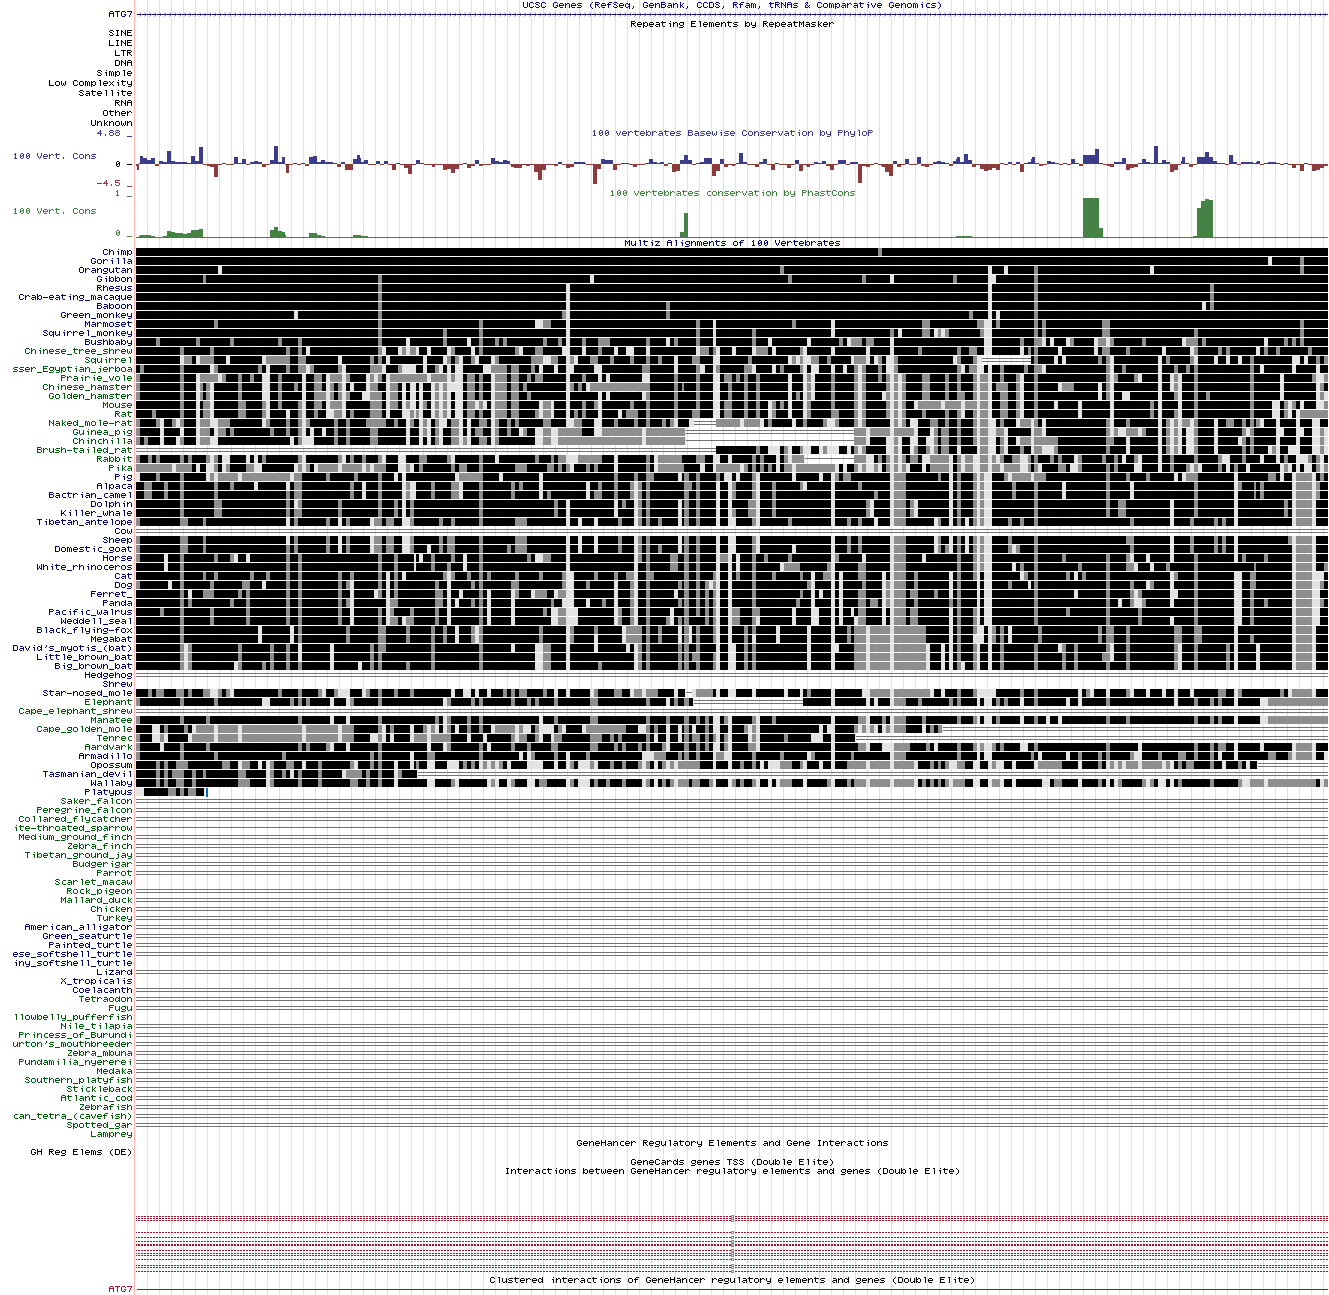 UCSC Genes (RefSeq, GenBank, CCDS, Rfam, tRNAs & Comparative Genomics)
ATG7
Repeating Elements by RepeatMasker
SINE
LINE
LTR
DNA
Simple
Low Complexity
Satellite
RNA
Other
Unknown
4.88 _
100 vertebrates Basewise Conservation by PhyloP
100 Vert. Cons
0 -
-4.5 _
100 vertebrates conservation by PhastCons
1 _
100 Vert. Cons
0 _
Multiz Alignments of 100 Vertebrates
Chimp
Gorilla
Orangutan
Gibbon
Rhesus
Crab-eating_macaque
Baboon
Green_monkey
Marmoset
Squirrel_monkey
Bushbaby
Chinese_tree_shrew
Squirrel
sser_Egyptian_jerboa
Prairie_vole
Chinese_hamster
Golden_hamster
Mouse
Rat
Naked_mole-rat
Guinea_pig
Chinchilla
Brush-tailed_rat
Rabbit
Pika
Pig
Alpaca
Bactrian_camel
Dolphin
Killer_whale
Tibetan_antelope
Cow
Sheep
Domestic_goat
Horse
White_rhinoceros
Cat
Dog
Ferret_
Panda
Pacific_walrus
Weddell_seal
Black_flying-fox
Megabat
David's_myotis_(bat)
Little_brown_bat
Big_brown_bat
Hedgehog
Shrew
Star-nosed_mole
Elephant
Cape_elephant_shrew
Manatee
Cape_golden_mole
Tenrec
Aardvark
Armadillo
Opossum
Tasmanian_devil
Wallaby
Platypus
Saker_falcon
Peregrine_falcon
Collared_flycatcher
ite-throated_sparrow
Medium_ground_finch
Zebra_finch
Tibetan_ground_jay
Budgerigar
Parrot
Scarlet_macaw
Rock_pigeon
Mallard_duck
Chicken
Turkey
American_alligator
Green_seaturtle
Painted_turtle
ese_softshell_turtle
iny_softshell_turtle
Lizard
X_tropicalis
Coelacanth
Tetraodon
Fugu
llowbelly_pufferfish
Nile_tilapia
Princess_of_Burundi
urton's_mouthbreeder
Zebra_mbuna
Pundamilia_nyererei
Medaka
Southern_platyfish
Stickleback
Atlantic_cod
Zebrafish
can_tetra_(cavefish)
Spotted_gar
Lamprey
GeneHancer Regulatory Elements and Gene Interactions
GH Reg Elems (DE)
GeneCards genes TSS (Double Elite)
Interactions between GeneHancer regulatory elements and genes (Double Elite)
Clustered interactions of GeneHancer regulatory elements and genes (Double Elite)
ATG7